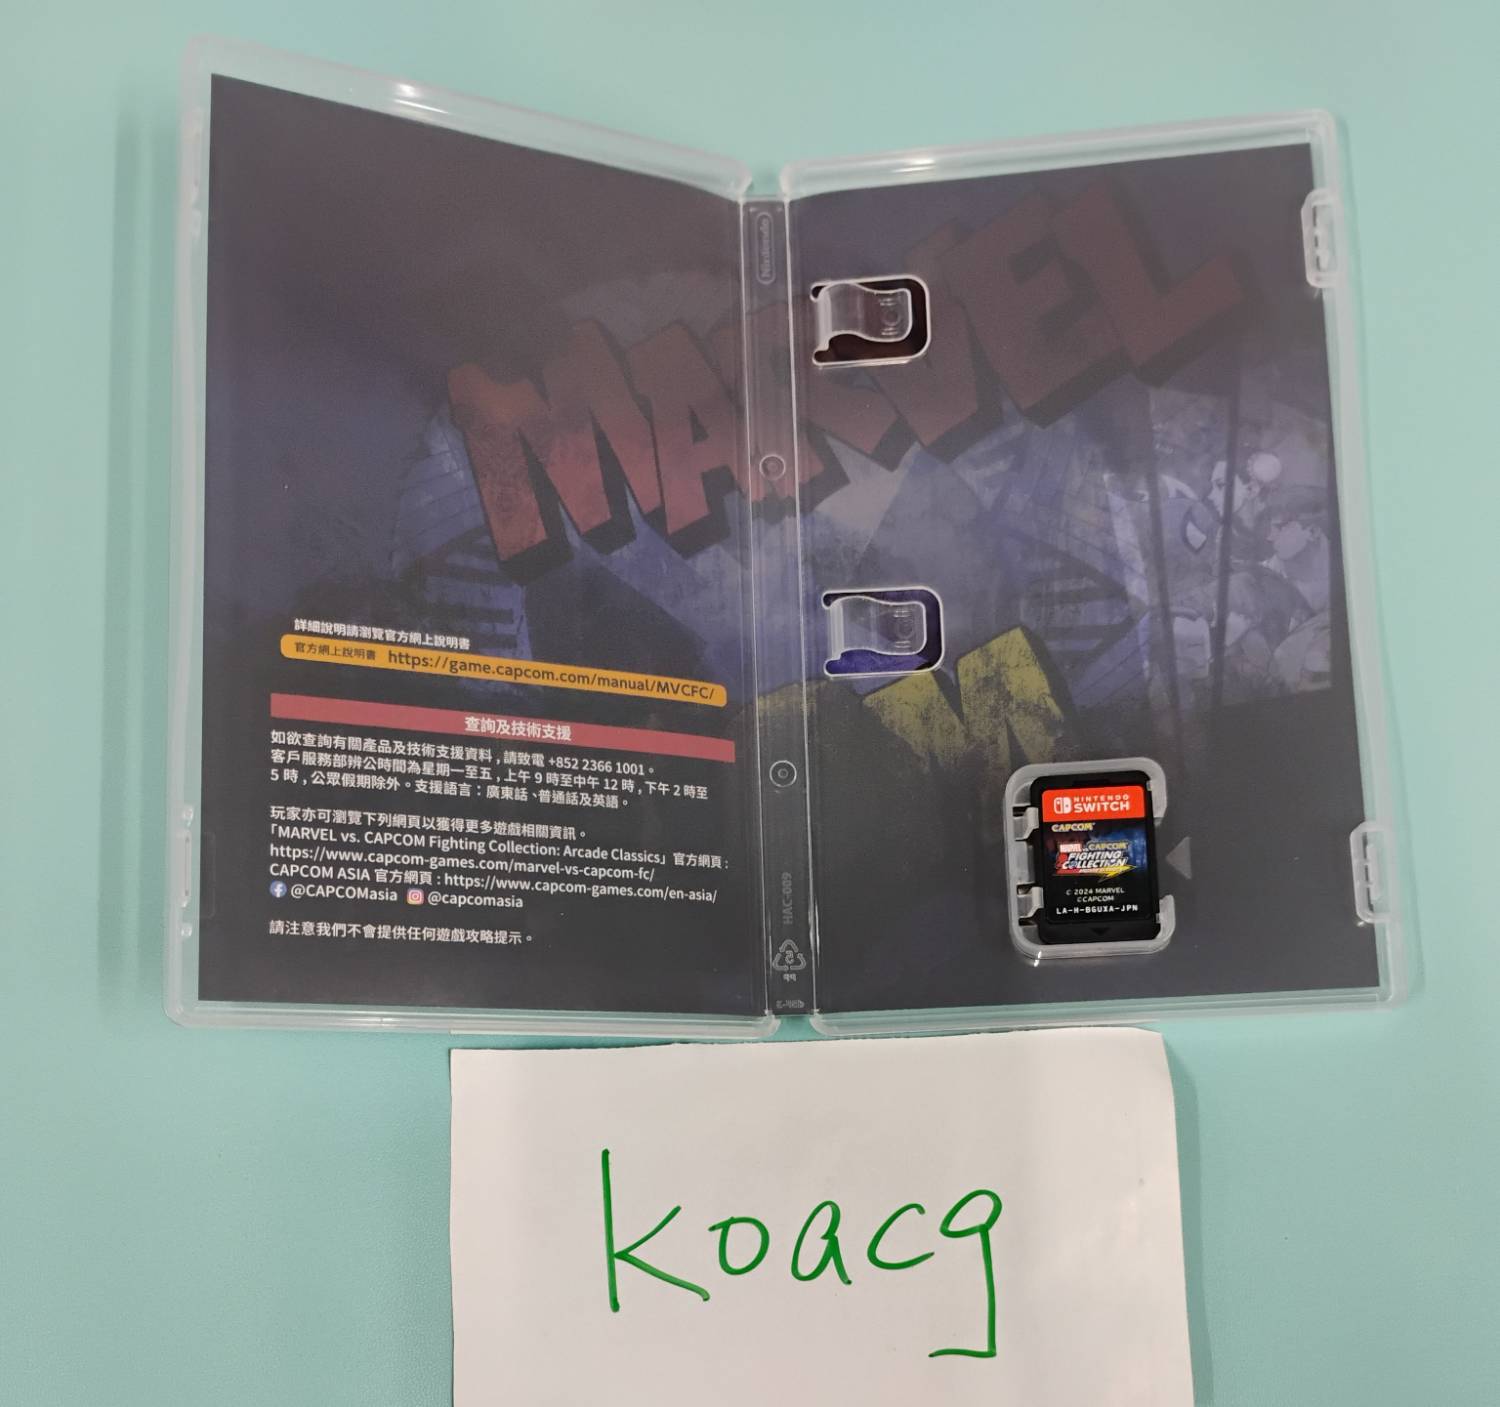 MARVEL
Nintendo
詳細說明請瀏覽官方網上說明書
官方網上說明書 https://game.capcom.com/manual/MVCFC/
查詢及技術支援
如欲查詢有關產品及技術支援資料，請致電 +852 2366 1001。
客戶服務部辨公時間為星期一至五，上午 9 時至中午 12 時，下午 2 時至
5 時，公眾假期除外。支援語言：廣東話、普通話及英語。
玩家亦可瀏覽下列網頁以獲得更多遊戲相關資訊。
「MARVEL vs. CAPCOM Fighting Collection: Arcade Classics」官方網頁：
https://www.capcom-games.com/marvel-vs-capcom-fc/
CAPCOM ASIA 官方網頁：https://www.capcom-games.com/en-asia/
@CAPCOMasia @capcomasia
請注意我們不會提供任何遊戲攻略提示。
HAC-009
NINTENDO
SWITCH
CAPCOM
MARVEL vs. CAPCOM
FIGHTING
COLLECTION
© 2024 MARVEL
©CAPCOM
LA-H-BGUXA-JPN
koacg